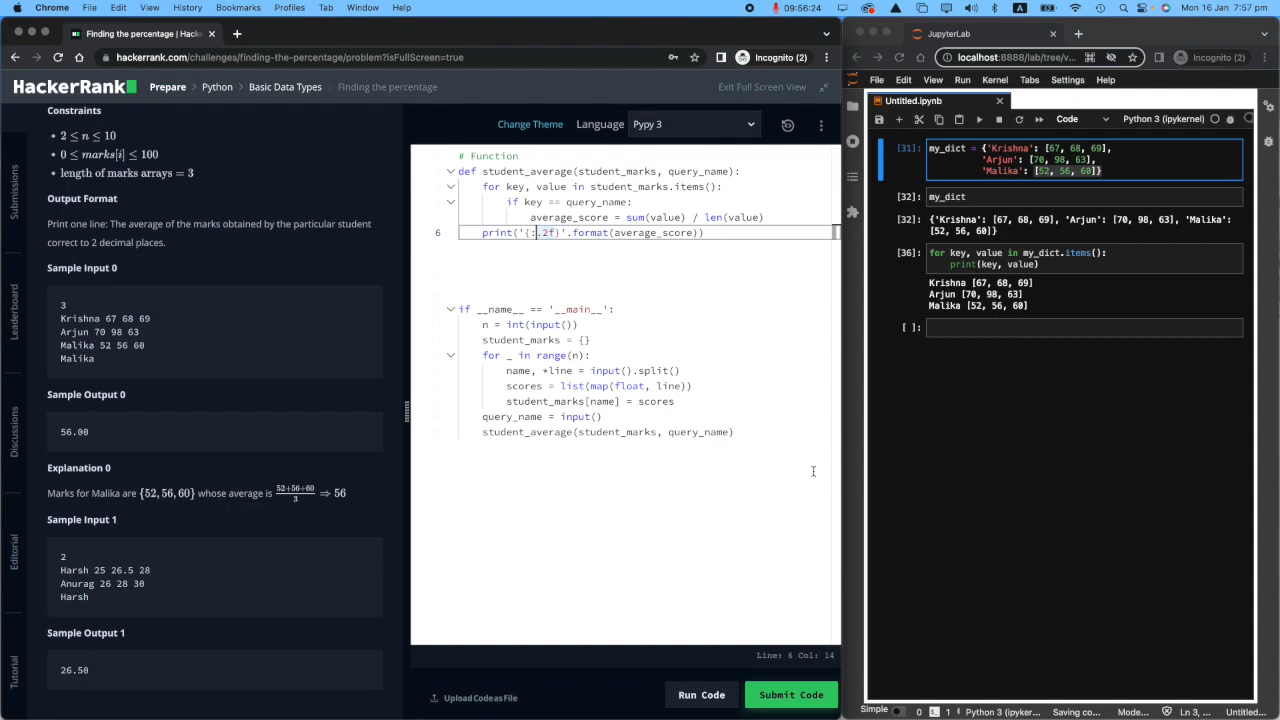 Chrome File Edit View History Bookmarks Profiles Tab Window Help
09:56:24
A
Mon 16 Jan 7:57 pm
Finding the percentage | Hack
hackerrank.com/challenges/finding-the-percentage/problem?isFullScreen=true
Incognito (2)
HackerRank
Prepare Python Basic Data Types Finding the percentage
Exit Full Screen View
Submissions
Leaderboard
Discussions
Editorial
Tutorial
Constraints
2 ≤ n ≤ 10
0 ≤ marks[i] ≤ 100
length of marks arrays = 3
Output Format
Print one line: The average of the marks obtained by the particular student
correct to 2 decimal places.
Sample Input 0
3
Krishna 67 68 69
Arjun 70 98 63
Malika 52 56 60
Malika
Sample Output 0
56.00
Explanation 0
Marks for Malika are {52, 56, 60} whose average is 52+56+60/3 ⇒ 56
Sample Input 1
2
Harsh 25 26.5 28
Anurag 26 28 30
Harsh
Sample Output 1
26.50
Change Theme Language Pypy 3
# Function
def student_average(student_marks, query_name):
for key, value in student_marks.items():
if key == query_name:
average_score = sum(value) / len(value)
6 print('{:.2f}'.format(average_score))
if __name__ == '__main__':
n = int(input())
student_marks = {}
for _ in range(n):
name, *line = input().split()
scores = list(map(float, line))
student_marks[name] = scores
query_name = input()
student_average(student_marks, query_name)
Line: 6 Col: 14
Upload Code as File
Run Code
Submit Code
JupyterLab
localhost:8888/lab/tree/v...
Incognito (2)
File Edit View Run Kernel Tabs Settings Help
Untitled.ipynb
Code Python 3 (ipykernel)
[31]: my_dict = {'Krishna': [67, 68, 69],
'Arjun': [70, 98, 63],
'Malika': [52, 56, 60]}
[32]: my_dict
[32]: {'Krishna': [67, 68, 69], 'Arjun': [70, 98, 63], 'Malika':
[52, 56, 60]}
[36]: for key, value in my_dict.items():
print(key, value)
Krishna [67, 68, 69]
Arjun [70, 98, 63]
Malika [52, 56, 60]
[ ]:
Simple 0 1 Python 3 (ipyker... Saving co... Mode... Ln 3, ... Untitled...